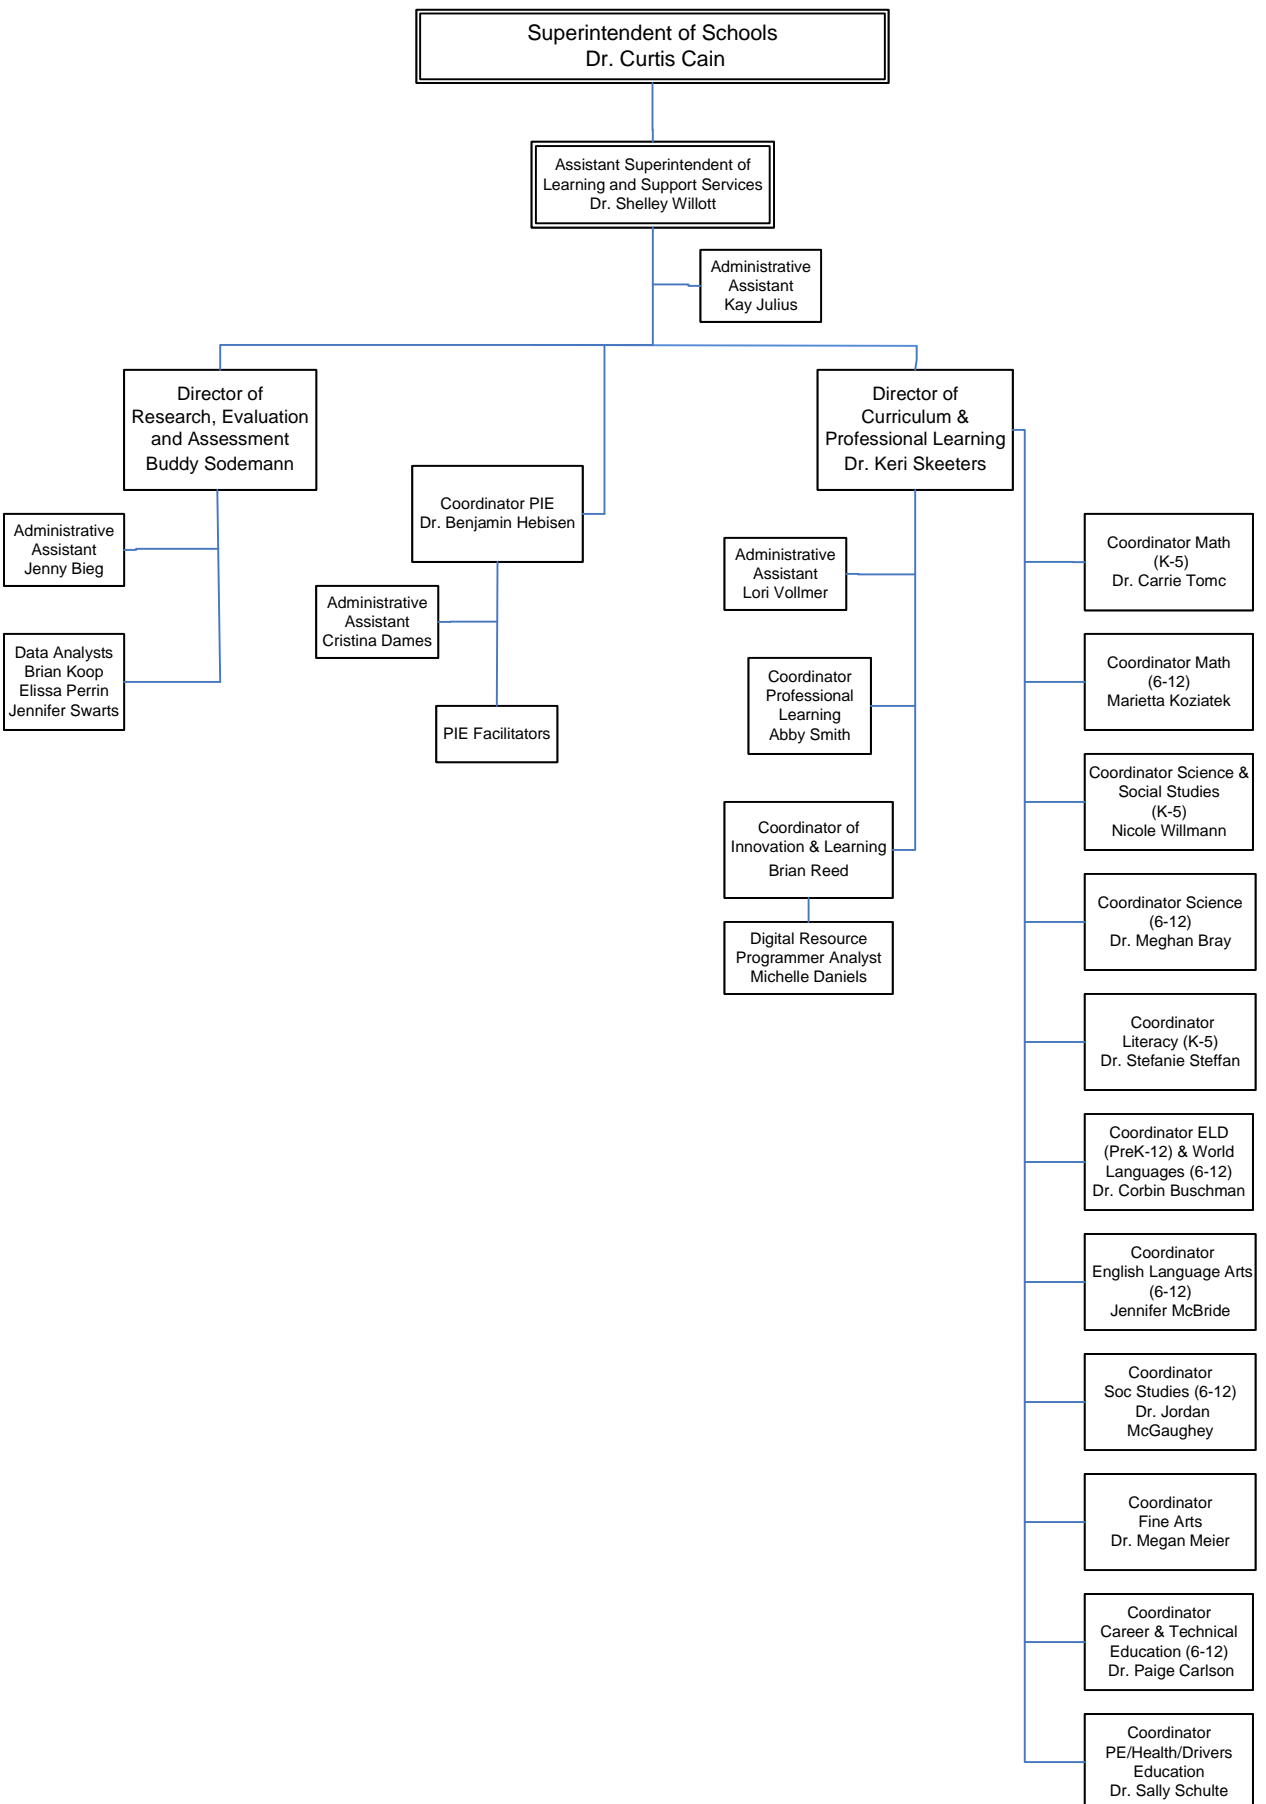 Superintendent of Schools
Dr. Curtis Cain
Assistant Superintendent of
Learning and Support Services
Dr. Shelley Willott
Administrative
Assistant
Kay Julius
Director of
Research, Evaluation
and Assessment
Buddy Sodemann
Administrative
Assistant
Jenny Bieg
Data Analysts
Brian Koop
Elissa Perrin
Jennifer Swarts
Coordinator PIE
Dr. Benjamin Hebisen
Administrative
Assistant
Cristina Dames
PIE Facilitators
Director of
Curriculum &
Professional Learning
Dr. Keri Skeeters
Administrative
Assistant
Lori Vollmer
Coordinator
Professional
Learning
Abby Smith
Coordinator of
Innovation & Learning
Brian Reed
Digital Resource
Programmer Analyst
Michelle Daniels
Coordinator Math
(K-5)
Dr. Carrie Tomc
Coordinator Math
(6-12)
Marietta Koziatek
Coordinator Science &
Social Studies
(K-5)
Nicole Willmann
Coordinator Science
(6-12)
Dr. Meghan Bray
Coordinator
Literacy (K-5)
Dr. Stefanie Steffan
Coordinator ELD
(PreK-12) & World
Languages (6-12)
Dr. Corbin Buschman
Coordinator
English Language Arts
(6-12)
Jennifer McBride
Coordinator
Soc Studies (6-12)
Dr. Jordan
McGaughey
Coordinator
Fine Arts
Dr. Megan Meier
Coordinator
Career & Technical
Education (6-12)
Dr. Paige Carlson
Coordinator
PE/Health/Drivers
Education
Dr. Sally Schulte